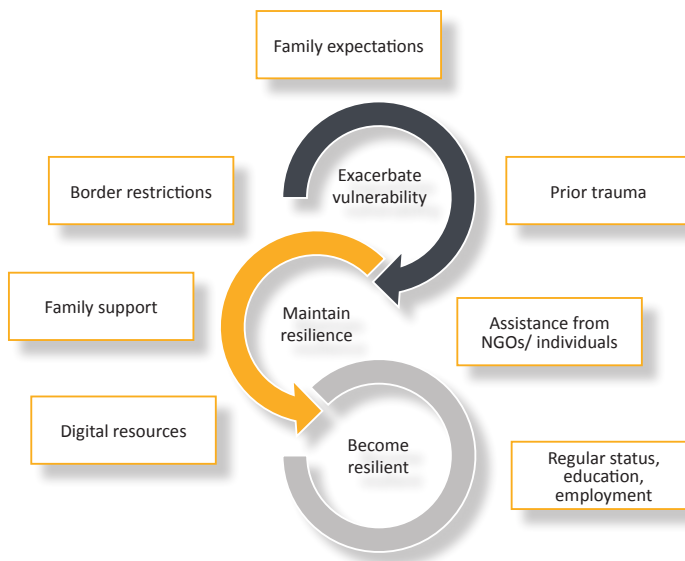 Family expectations
Exacerbate
vulnerability
Border restrictions
Prior trauma
Family support
Maintain
resilience
Assistance from
NGOs/ individuals
Digital resources
Become
resilient
Regular status,
education,
employment